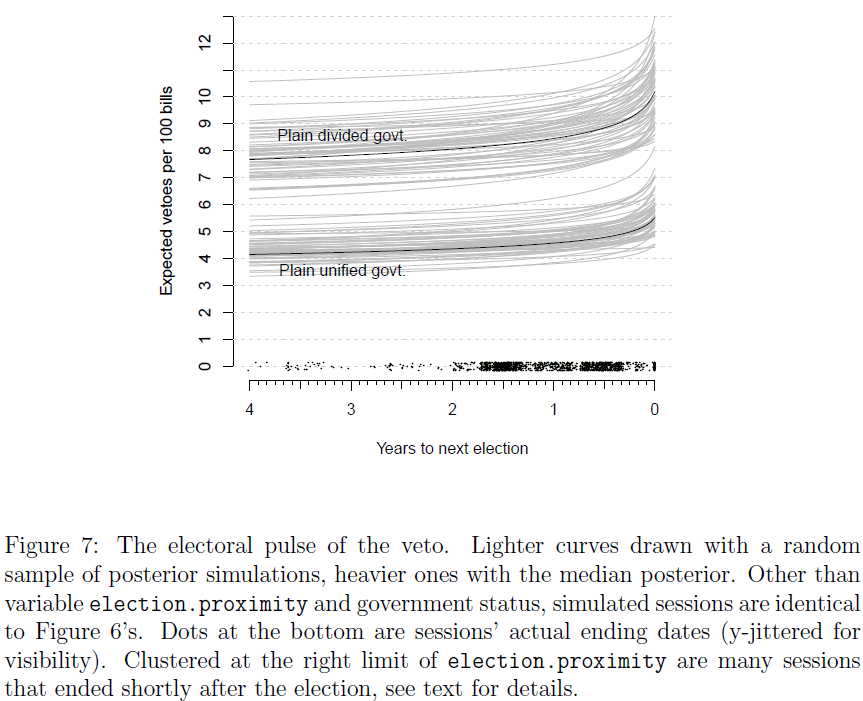 Expected vetoes per 100 bills
12
10
9
8
7
6
5
4
3
2
1
0
Plain divided govt.
Plain unified govt.
4 3 2 1 0
Years to next election
Figure 7: The electoral pulse of the veto. Lighter curves drawn with a random
sample of posterior simulations, heavier ones with the median posterior. Other than
variable election.proximity and government status, simulated sessions are identical
to Figure 6's. Dots at the bottom are sessions' actual ending dates (y-jittered for
visibility). Clustered at the right limit of election.proximity are many sessions
that ended shortly after the election, see text for details.